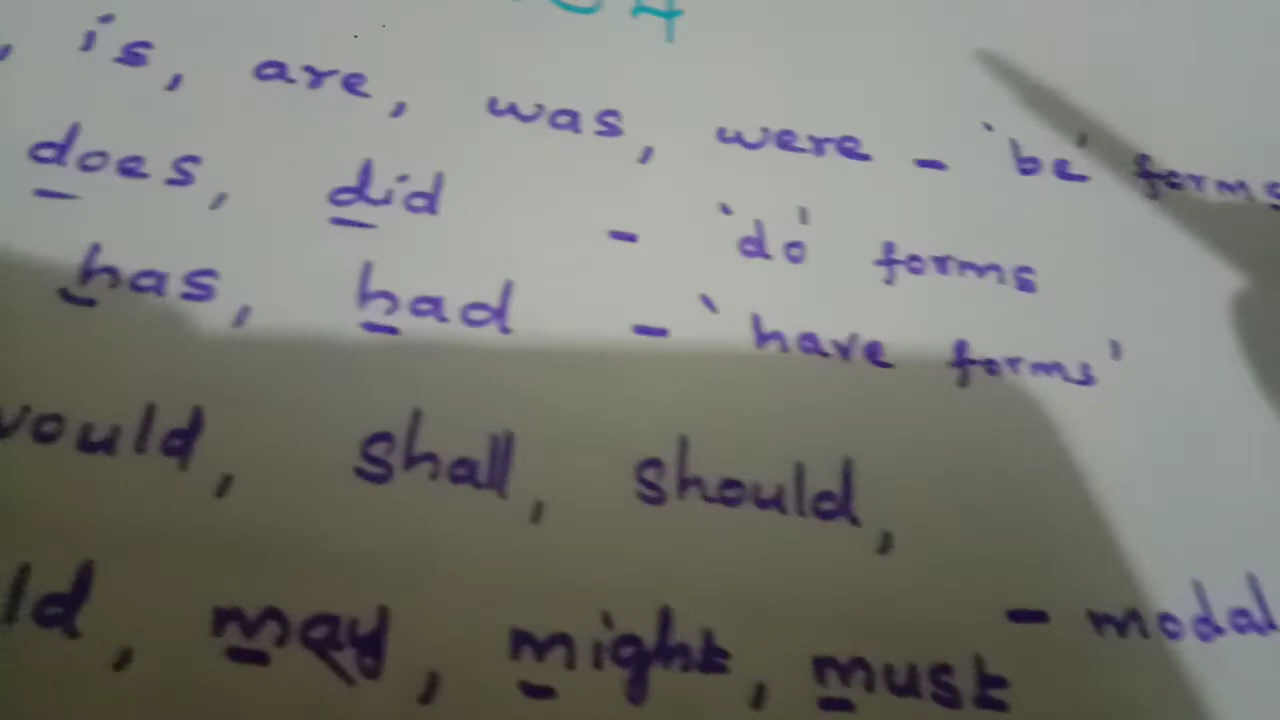 , is, are, was, were - 'be' forms
does, did - 'do' forms
has, had - 'have forms'
would, shall, should,
ld, may, might, must - modal